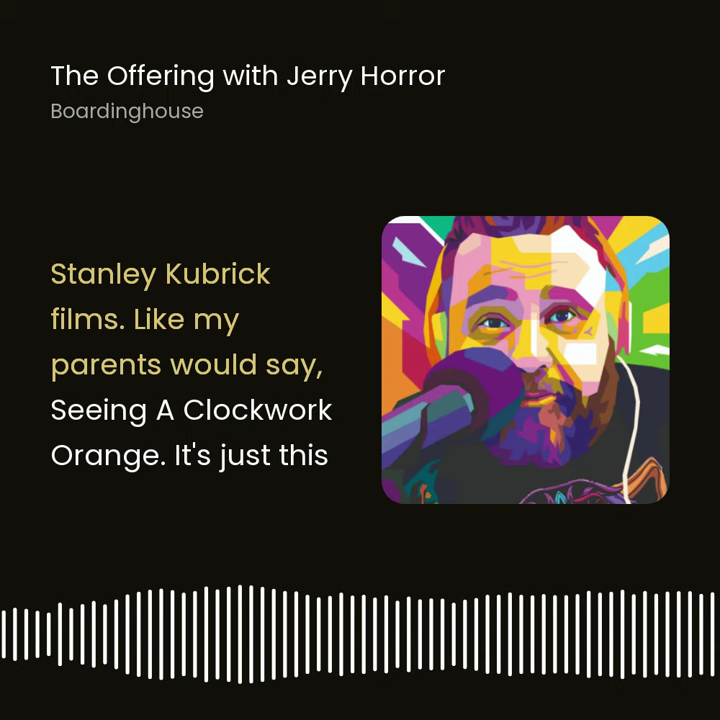 The Offering with Jerry Horror
Boardinghouse
Stanley Kubrick
films. Like my
parents would say,
Seeing A Clockwork
Orange. It's just this